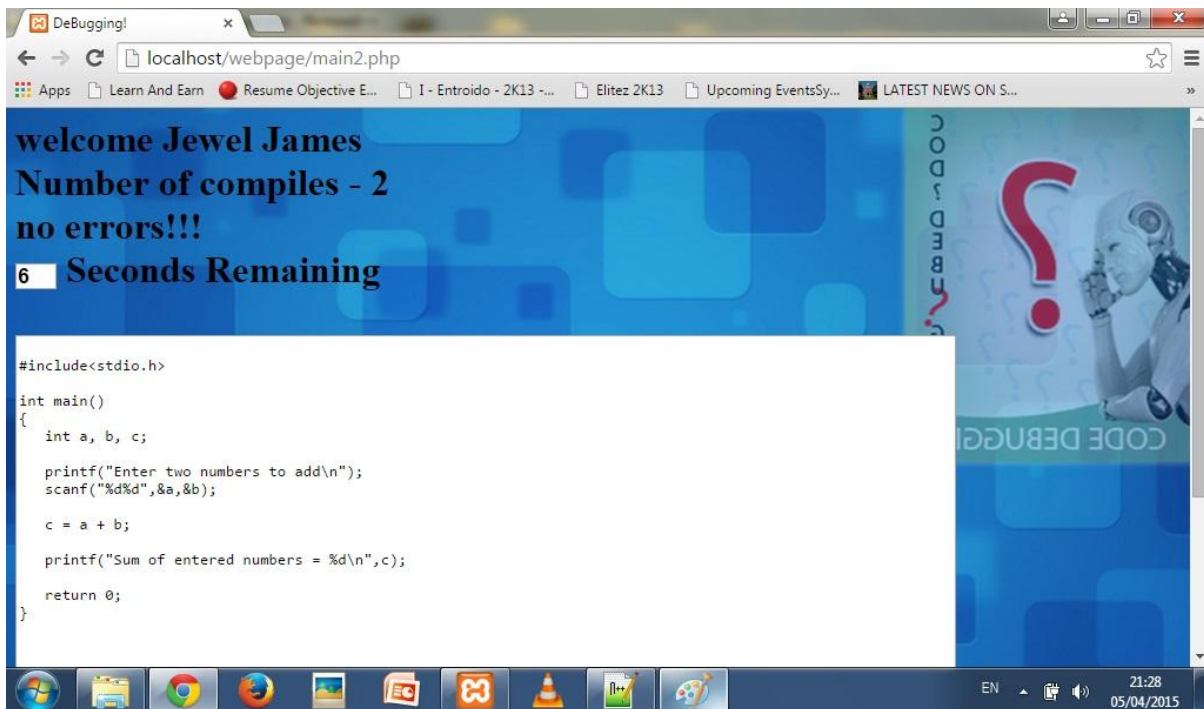 DeBugging!
localhost/webpage/main2.php
Apps Learn And Earn Resume Objective E... I - Entroido - 2K13 -... Elitez 2K13 Upcoming EventsSy... LATEST NEWS ON S...
welcome Jewel James
Number of compiles - 2
no errors!!!
6 Seconds Remaining
#include<stdio.h>
int main()
{
int a, b, c;
printf("Enter two numbers to add\n");
scanf("%d%d",&a,&b);
c = a + b;
printf("Sum of entered numbers = %d\n",c);
return 0;
}
COD? DEBU?G
CODE DEBUGGI
EN 21:28
05/04/2015